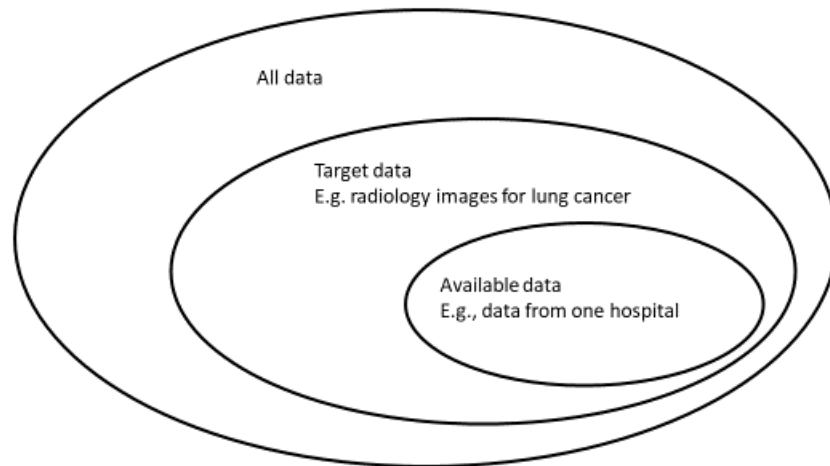 All data
Target data
E.g. radiology images for lung cancer
Available data
E.g., data from one hospital